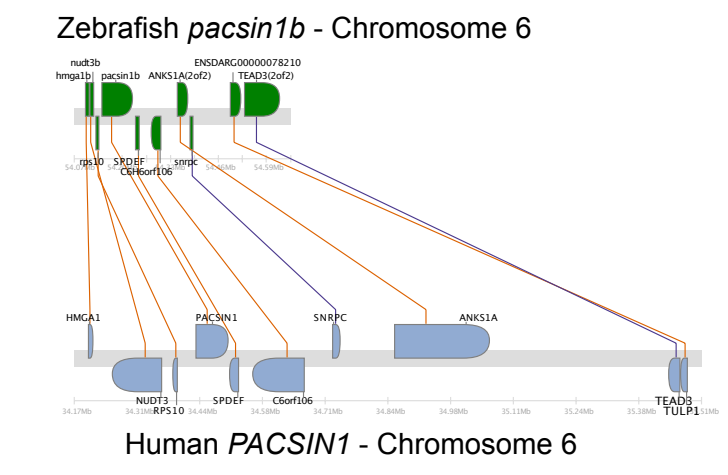 Zebrafish pacsin1b - Chromosome 6
nudt3b ENSDARG00000078210
hmga1b pacsin1b ANKS1A(2of2) TEAD3(2of2)
rps10 SPDEF snrpc
C6H6orf106
54.46Mb 54.59Mb
HMGA1 PACSIN1 SNRPC ANKS1A
NUDT3 SPDEF C6orf106 TEAD3
RPS10 TULP1
34.17Mb 34.31Mb 34.44Mb 34.58Mb 34.71Mb 34.84Mb 34.98Mb 35.11Mb 35.24Mb 35.38Mb
Human PACSIN1 - Chromosome 6